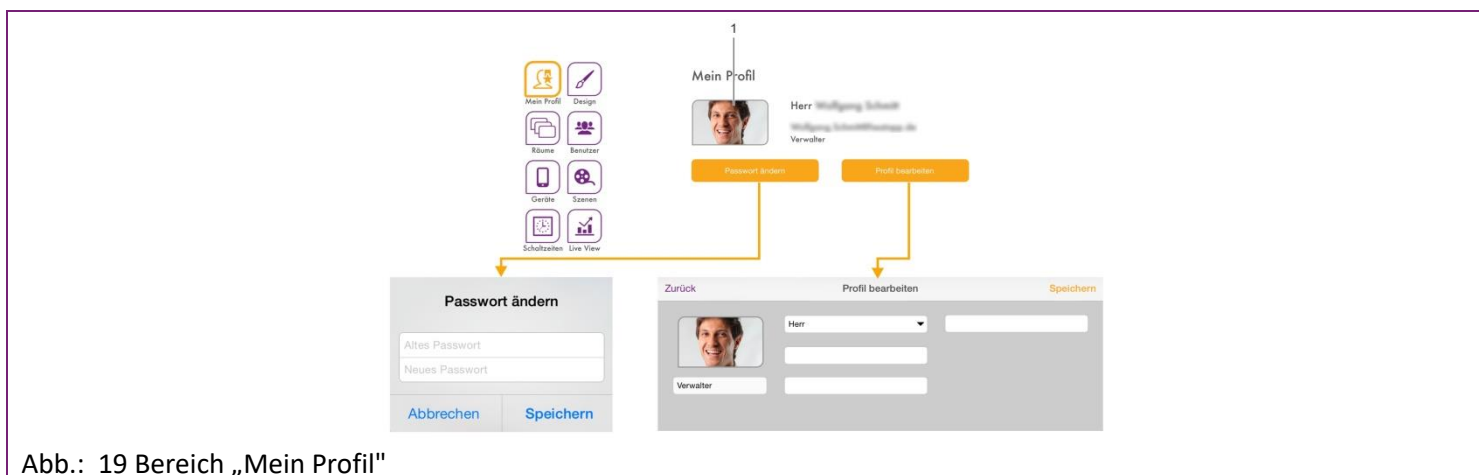 1
Mein Profil
Mein Profil
Design
Herr
Verwalter
Räume
Benutzer
Passwort ändern
Profil bearbeiten
Geräte
Szenen
Schaltzeiten
Live View
Passwort ändern
Altes Passwort
Neues Passwort
Abbrechen
Speichern
Zurück
Profil bearbeiten
Speichern
Herr
Verwalter
Abb.: 19 Bereich „Mein Profil"